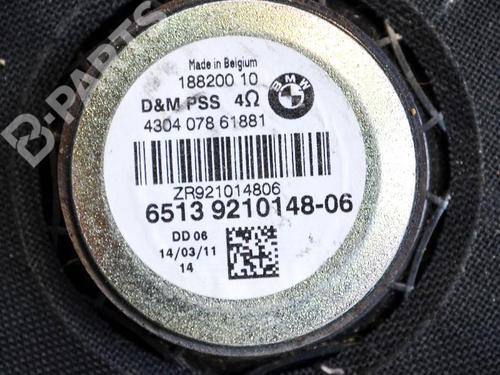 Made in Belgium
188200 10
D&M PSS 4Ω
BMW
4304 078 61881
ZR921014806
6513 9210148-06
DD 06
14/03/11
14
B-PARTS